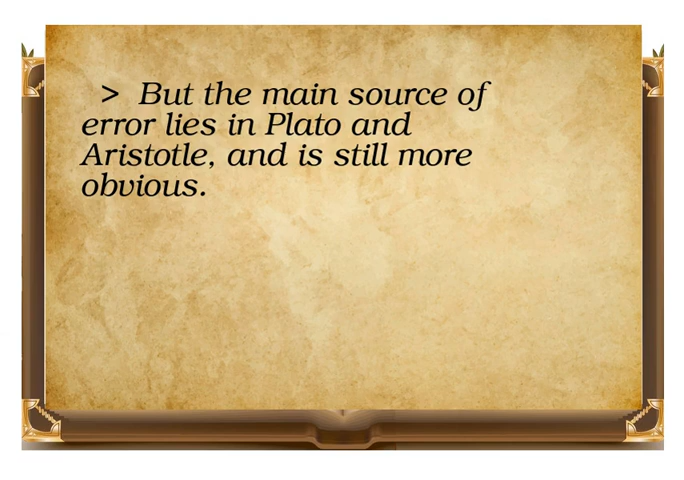 > But the main source of
error lies in Plato and
Aristotle, and is still more
obvious.